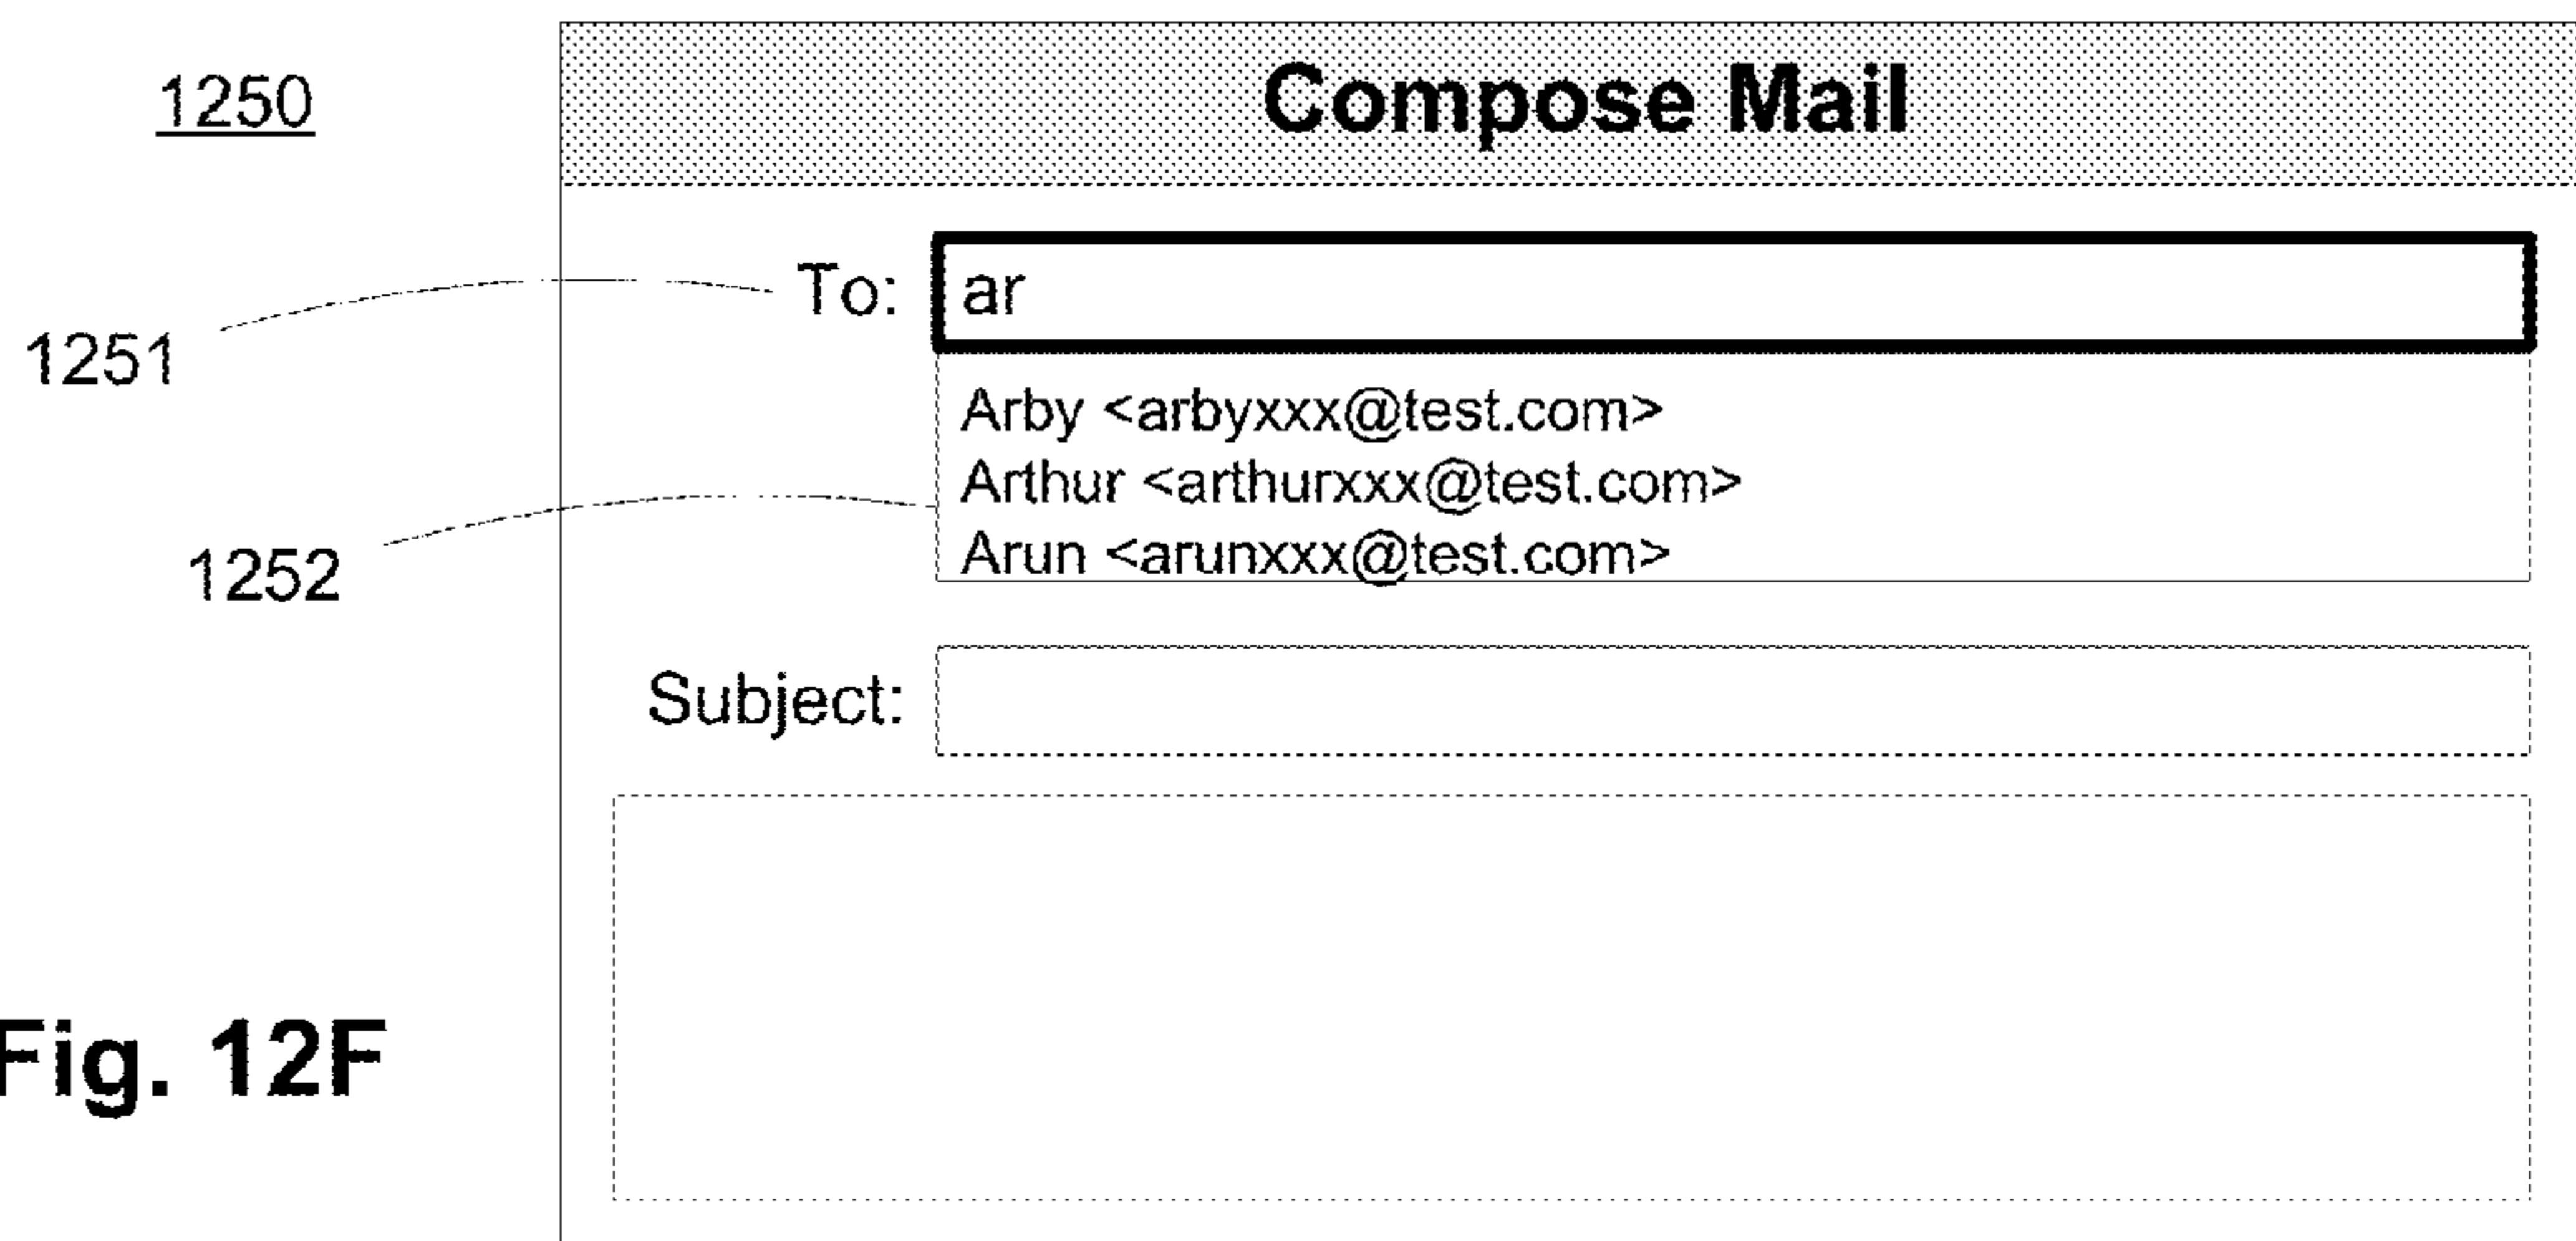 1250
Compose Mail
To: ar
1251
Arby <arbyxxx@test.com>
Arthur <arthurxxx@test.com>
Arun <arunxxx@test.com>
1252
Subject:
Fig. 12F